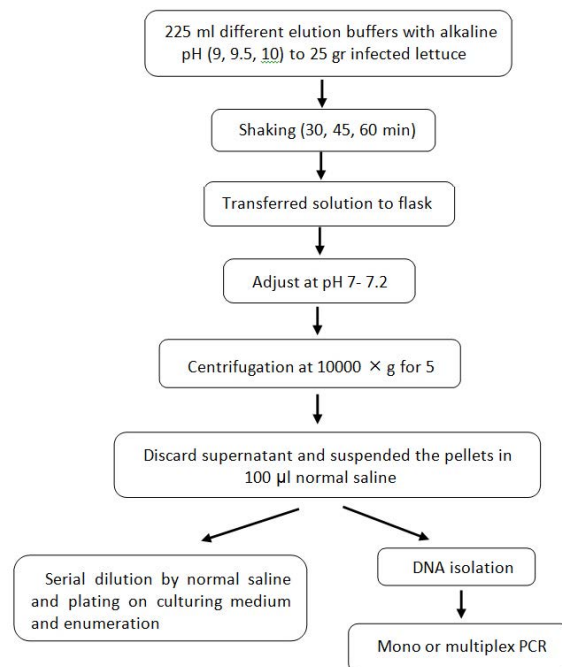 225 ml different elution buffers with alkaline
pH (9, 9.5, 10) to 25 gr infected lettuce
Shaking (30, 45, 60 min)
Transferred solution to flask
Adjust at pH 7- 7.2
Centrifugation at 10000 × g for 5
Discard supernatant and suspended the pellets in
100 µl normal saline
Serial dilution by normal saline
and plating on culturing medium
and enumeration
DNA isolation
Mono or multiplex PCR